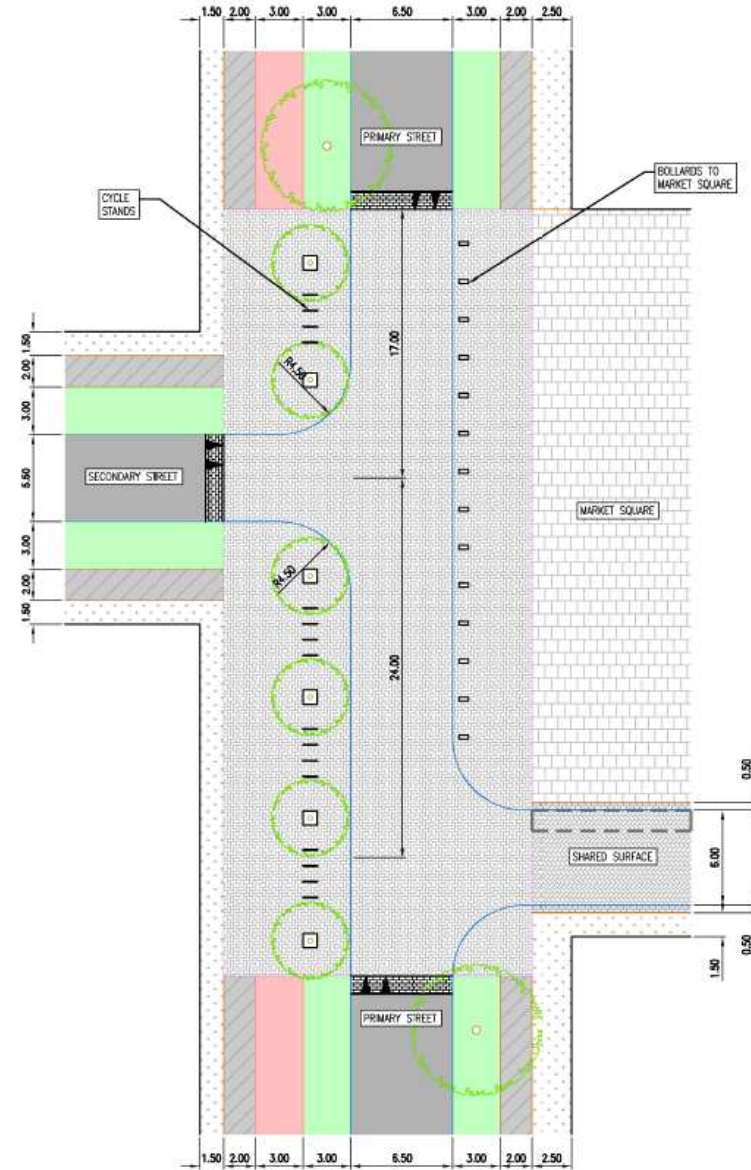 1.50 2.00 3.00 3.00 6.50 3.00 2.00 2.50
PRIMARY STREET
BOLLARDS TO
MARKET SQUARE
CYCLE
STANDS
1.50
2.00
3.00
5.50
3.00
2.00
1.50
17.00
R4.50
SECONDARY STREET
MARKET SQUARE
R4.50
24.00
0.50
6.00
SHARED SURFACE
0.50
1.50
PRIMARY STREET
1.50 2.00 3.00 3.00 6.50 3.00 2.00 2.50